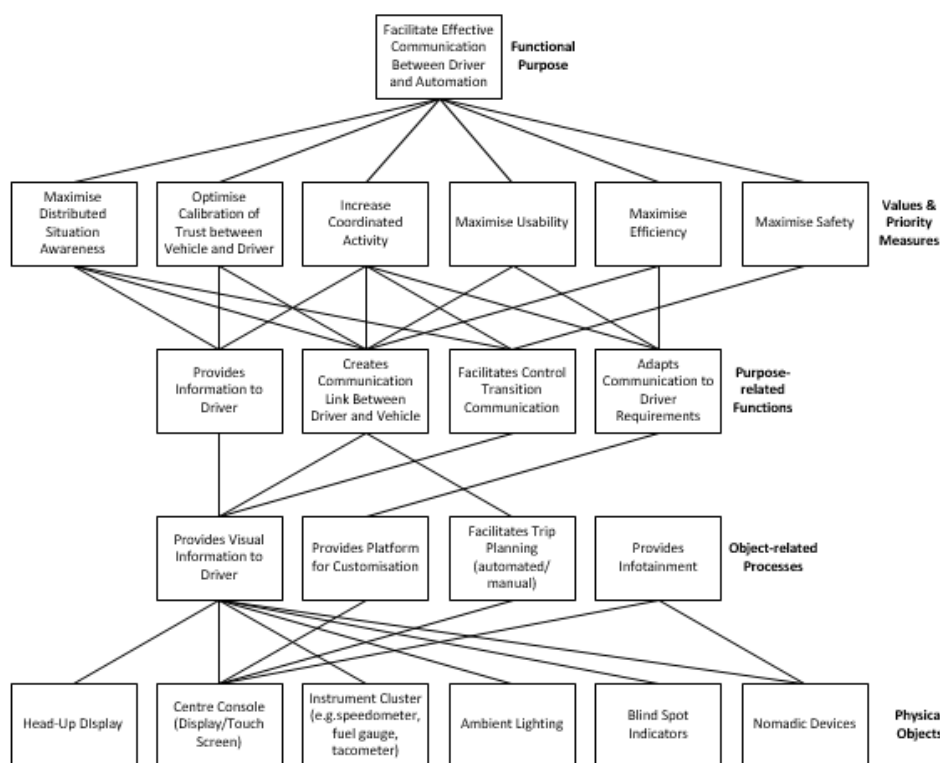 Facilitate Effective
Communication
Between Driver
and Automation
Functional
Purpose
Maximise
Distributed
Situation
Awareness
Optimise
Calibration of
Trust between
Vehicle and Driver
Increase
Coordinated
Activity
Maximise Usability
Maximise
Efficiency
Maximise Safety
Values &
Priority
Measures
Provides
Information to
Driver
Creates
Communication
Link Between
Driver and Vehicle
Facilitates Control
Transition
Communication
Adapts
Communication to
Driver
Requirements
Purpose-
related
Functions
Provides Visual
Information to
Driver
Provides Platform
for Customisation
Facilitates Trip
Planning
(automated/
manual)
Provides
Infotainment
Object-related
Processes
Head-Up DIsplay
Centre Console
(Display/Touch
Screen)
Instrument Cluster
(e.g.speedometer,
fuel gauge,
tacometer)
Ambient Lighting
Blind Spot
Indicators
Nomadic Devices
Physical
Objects